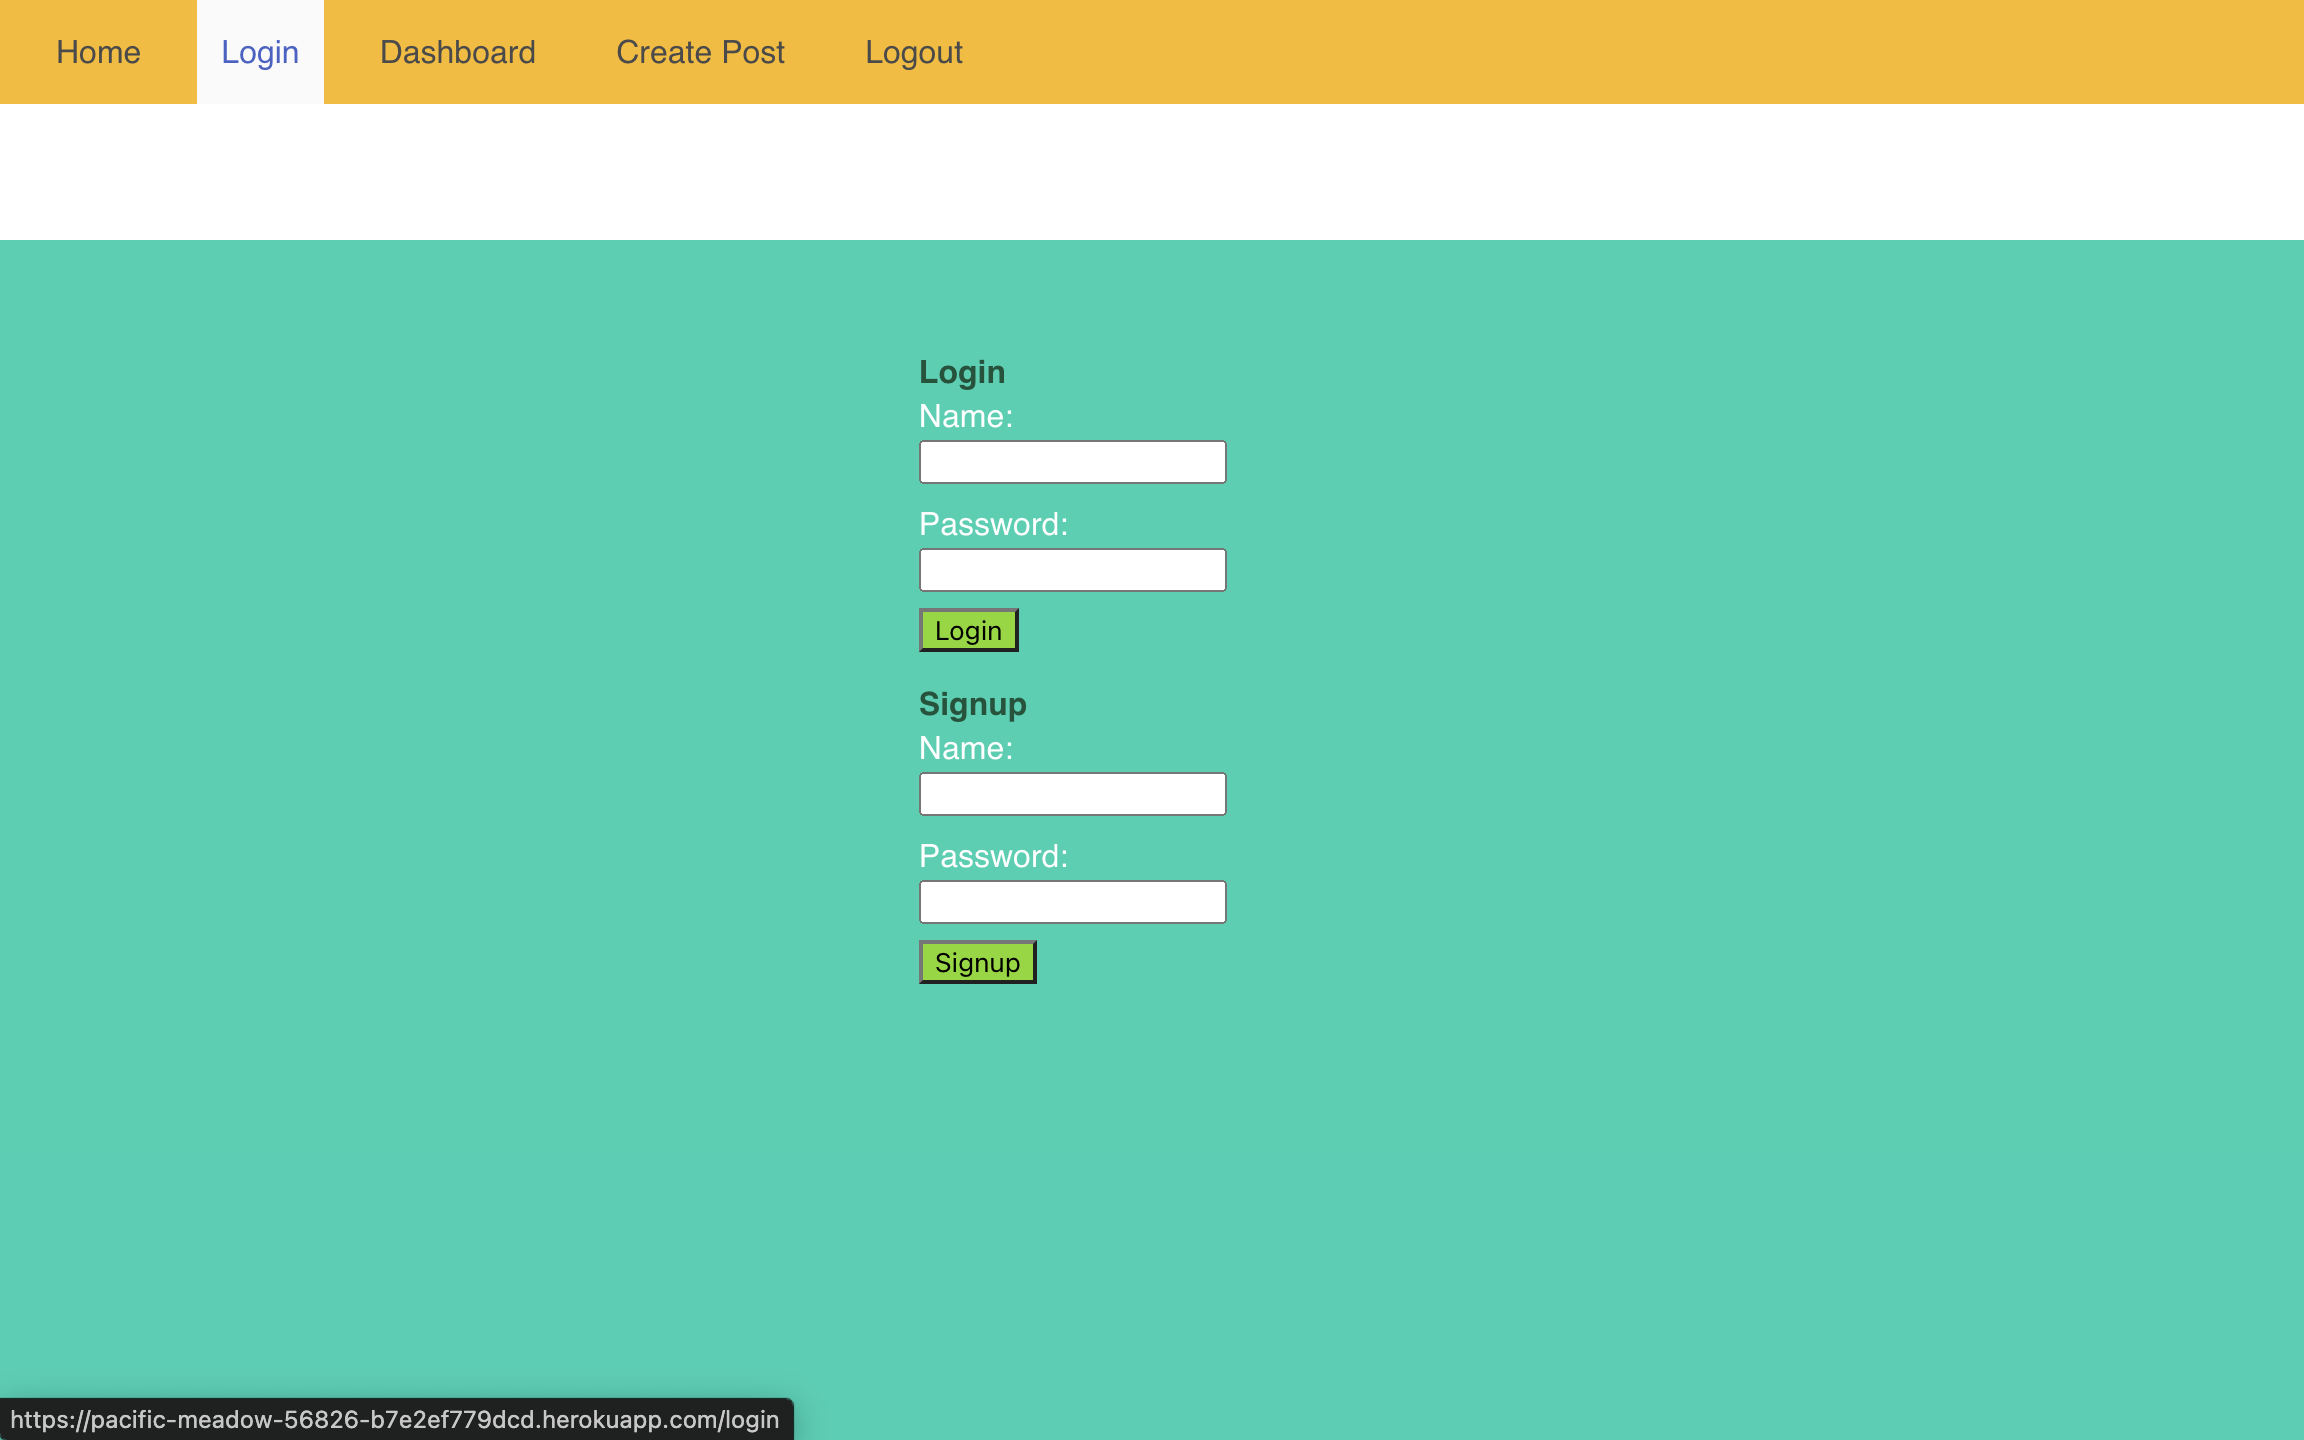 Home Login Dashboard Create Post Logout
Login
Name:
Password:
Login
Signup
Name:
Password:
Signup
https://pacific-meadow-56826-b7e2ef779dcd.herokuapp.com/login